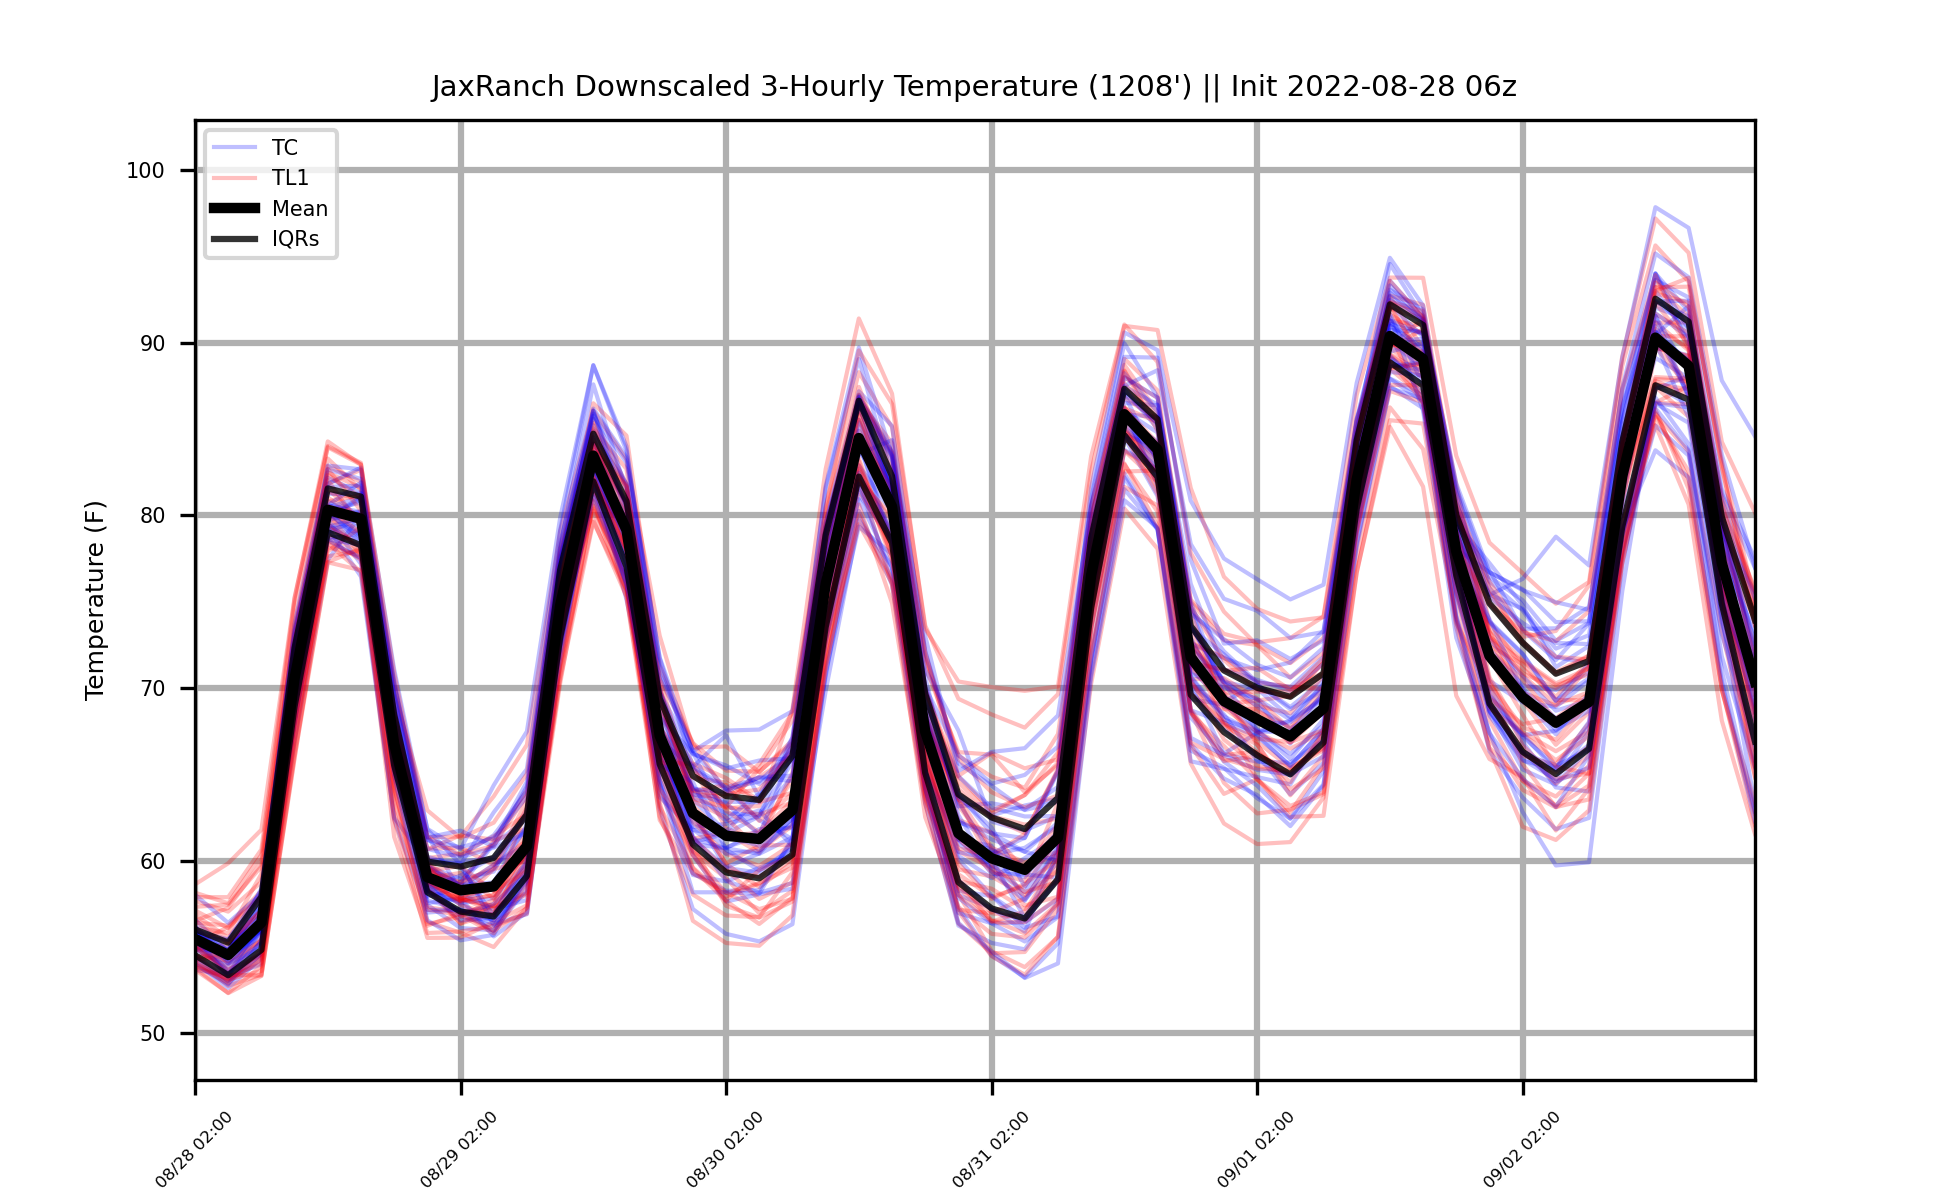 JaxRanch Downscaled 3-Hourly Temperature (1208') || Init 2022-08-28 06z
TC
TL1
Mean
IQRs
Temperature (F)
100
90
80
70
60
50
08/28 02:00
08/29 02:00
08/30 02:00
08/31 02:00
09/01 02:00
09/02 02:00